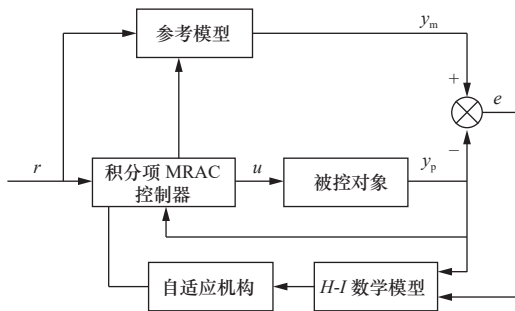 参考模型
y_m
+
e
−
r
积分项 MRAC
控制器
u
被控对象
y_p
自适应机构
H-I 数学模型